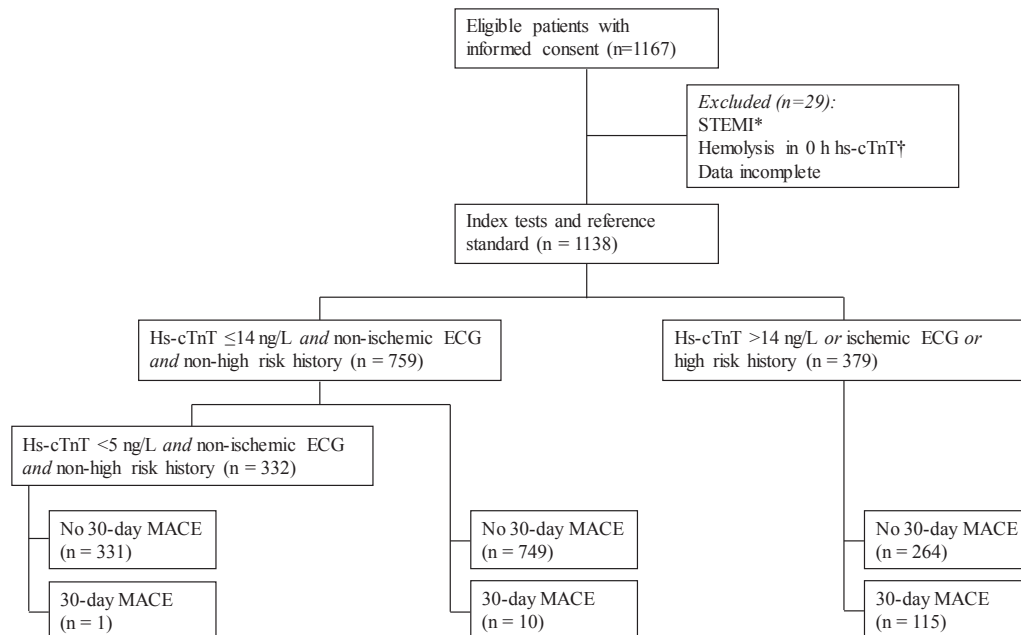 Eligible patients with
informed consent (n=1167)
Excluded (n=29):
STEMI*
Hemolysis in 0 h hs-cTnT†
Data incomplete
Index tests and reference
standard (n = 1138)
Hs-cTnT ≤14 ng/L and non-ischemic ECG
and non-high risk history (n = 759)
Hs-cTnT >14 ng/L or ischemic ECG or
high risk history (n = 379)
Hs-cTnT <5 ng/L and non-ischemic ECG
and non-high risk history (n = 332)
No 30-day MACE
(n = 331)
30-day MACE
(n = 1)
No 30-day MACE
(n = 749)
30-day MACE
(n = 10)
No 30-day MACE
(n = 264)
30-day MACE
(n = 115)